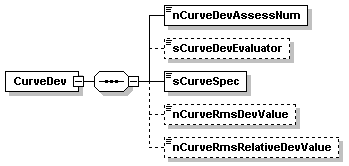 nCurveDevAssessNum
sCurveDevEvaluator
CurveDev
sCurveSpec
nCurveRmsDevValue
nCurveRmsRelativeDevValue